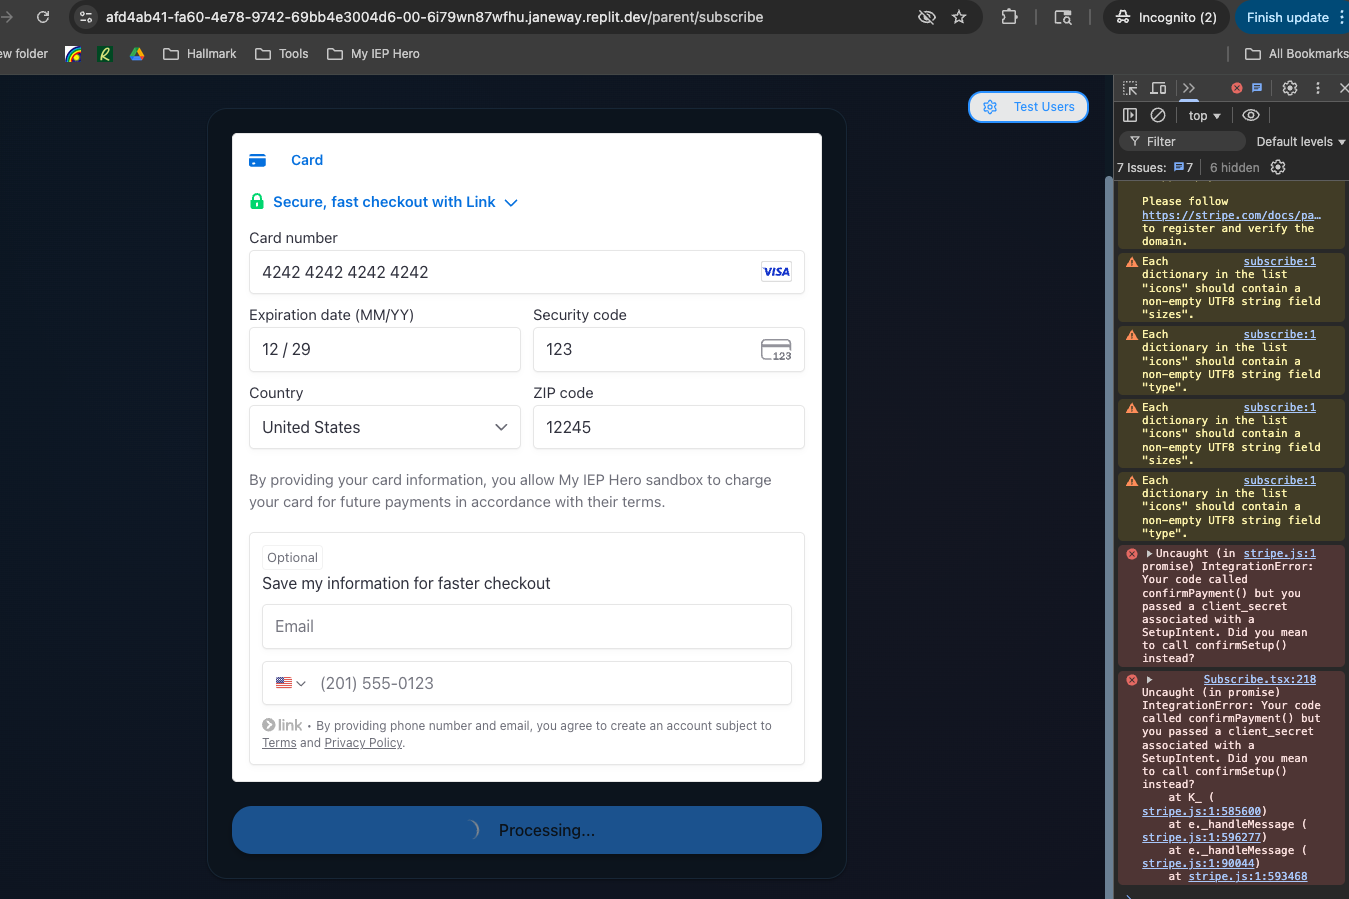 afd4ab41-fa60-4e78-9742-69bb4e3004d6-00-6i79wn87wfhu.janeway.replit.dev/parent/subscribe
Incognito (2)
Finish update
ew folder
Hallmark
Tools
My IEP Hero
All Bookmarks
Test Users
Card
Secure, fast checkout with Link
Card number
4242 4242 4242 4242
VISA
Expiration date (MM/YY)
Security code
12 / 29
123
123
Country
ZIP code
United States
12245
By providing your card information, you allow My IEP Hero sandbox to charge
your card for future payments in accordance with their terms.
Optional
Save my information for faster checkout
Email
(201) 555-0123
link • By providing phone number and email, you agree to create an account subject to
Terms and Privacy Policy.
Processing...
top
Filter
Default levels
7 Issues: 7
6 hidden
Please follow
https://stripe.com/docs/pa…
to register and verify the
domain.
Each subscribe:1
dictionary in the list
"icons" should contain a
non-empty UTF8 string field
"sizes".
Each subscribe:1
dictionary in the list
"icons" should contain a
non-empty UTF8 string field
"type".
Each subscribe:1
dictionary in the list
"icons" should contain a
non-empty UTF8 string field
"sizes".
Each subscribe:1
dictionary in the list
"icons" should contain a
non-empty UTF8 string field
"type".
Uncaught (in stripe.js:1
promise) IntegrationError:
Your code called
confirmPayment() but you
passed a client_secret
associated with a
SetupIntent. Did you mean
to call confirmSetup()
instead?
Subscribe.tsx:218
Uncaught (in promise)
IntegrationError: Your code
called confirmPayment() but
you passed a client_secret
associated with a
SetupIntent. Did you mean
to call confirmSetup()
instead?
at K_ (
stripe.js:1:585600)
at e._handleMessage (
stripe.js:1:596277)
at e._handleMessage (
stripe.js:1:90044)
at stripe.js:1:593468